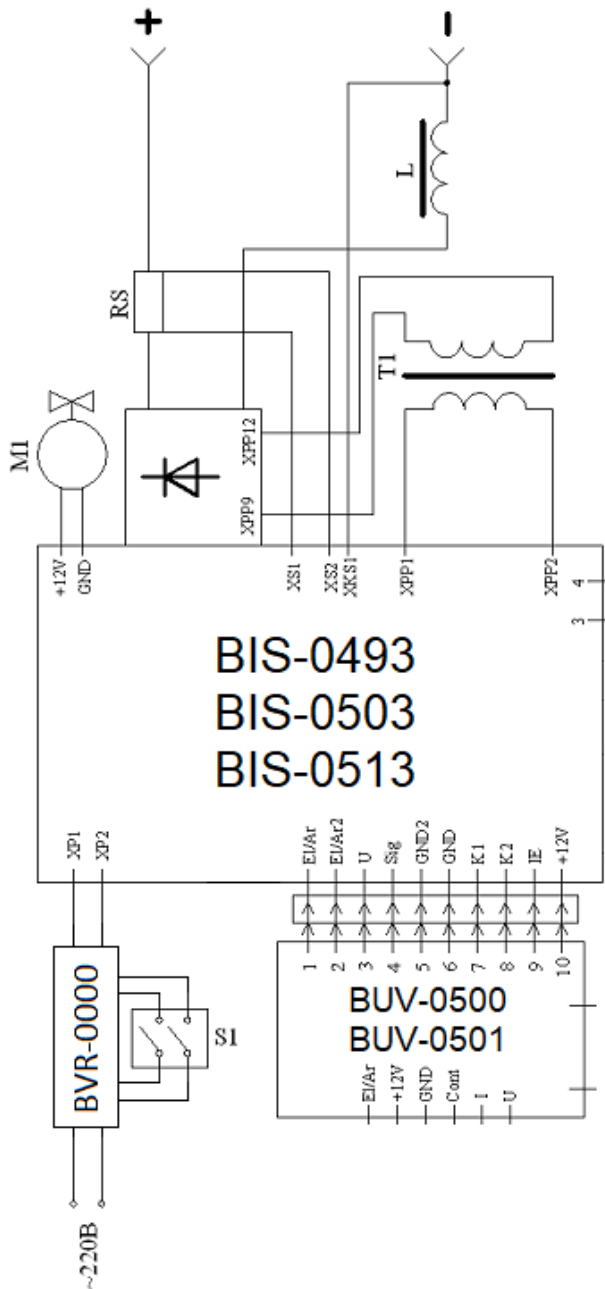 +
-
L
RS
T1
M1
XPP12
XPP9
+12V
GND
XS1
XS2
XKS1
XPP1
XPP2
4
3
BIS-0493
BIS-0503
BIS-0513
XP1
XP2
El/Ar
El/Ar2
U
Sig
GND2
GND
K1
K2
IE
+12V
1
2
3
4
5
6
7
8
9
10
BVR-0000
S1
BUV-0500
BUV-0501
El/Ar
+12V
GND
Cont
I
U
~220В